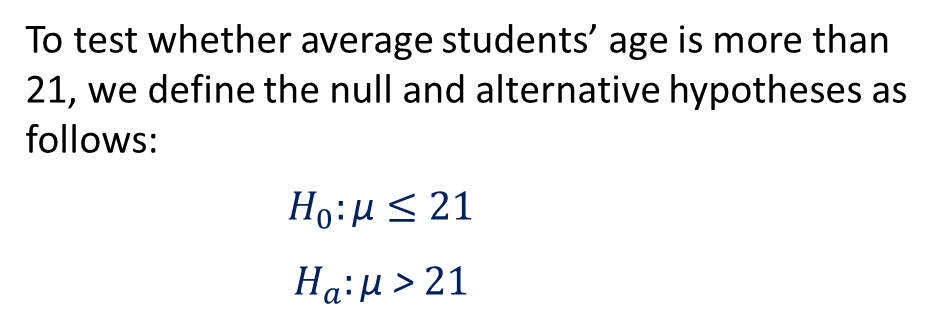 To test whether average students’ age is more than
21, we define the null and alternative hypotheses as
follows:
H₀: μ ≤ 21
Hₐ: μ > 21